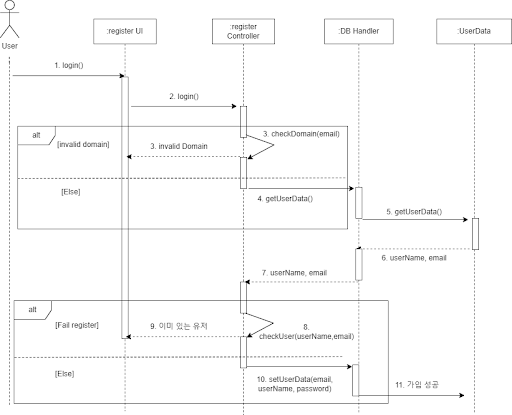 User
:register UI
:register
Controller
:DB Handler
:UserData
1. login()
2. login()
alt
[invalid domain]
3. checkDomain(email)
3. invalid Domain
[Else]
4. getUserData()
5. getUserData()
6. userName, email
7. userName, email
alt
[Fail register]
9. 이미 있는 유저
8.
checkUser(userName,email)
[Else]
10. setUserData(email,
userName, password)
11. 가입 성공